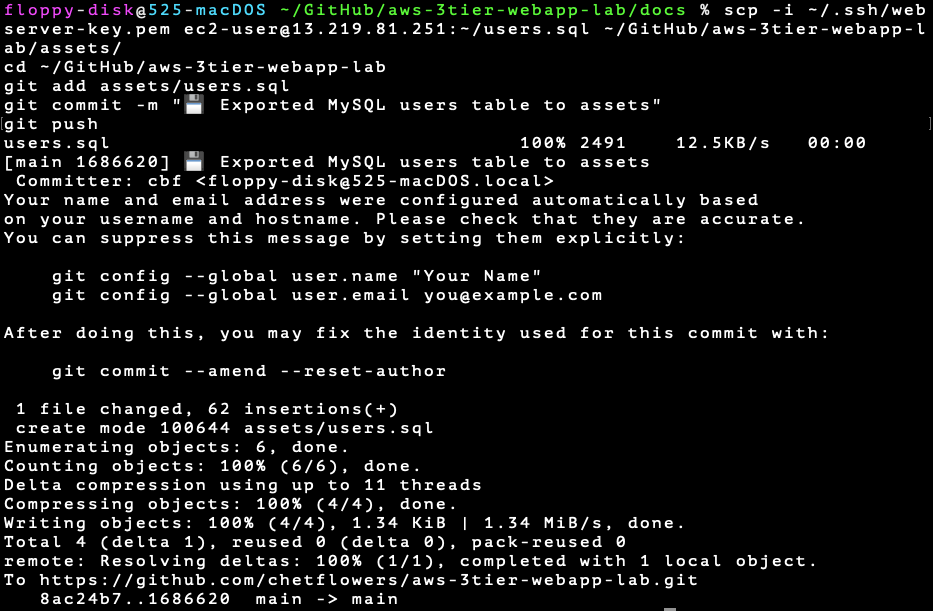 floppy-disk@525-macDOS ~/GitHub/aws-3tier-webapp-lab/docs % scp -i ~/.ssh/web
server-key.pem ec2-user@13.219.81.251:~/users.sql ~/GitHub/aws-3tier-webapp-l
ab/assets/
cd ~/GitHub/aws-3tier-webapp-lab
git add assets/users.sql
git commit -m "💾 Exported MySQL users table to assets"
git push
users.sql 100% 2491 12.5KB/s 00:00
[main 1686620] 💾 Exported MySQL users table to assets
Committer: cbf <floppy-disk@525-macDOS.local>
Your name and email address were configured automatically based
on your username and hostname. Please check that they are accurate.
You can suppress this message by setting them explicitly:
git config --global user.name "Your Name"
git config --global user.email you@example.com
After doing this, you may fix the identity used for this commit with:
git commit --amend --reset-author
1 file changed, 62 insertions(+)
create mode 100644 assets/users.sql
Enumerating objects: 6, done.
Counting objects: 100% (6/6), done.
Delta compression using up to 11 threads
Compressing objects: 100% (4/4), done.
Writing objects: 100% (4/4), 1.34 KiB | 1.34 MiB/s, done.
Total 4 (delta 1), reused 0 (delta 0), pack-reused 0
remote: Resolving deltas: 100% (1/1), completed with 1 local object.
To https://github.com/chetflowers/aws-3tier-webapp-lab.git
8ac24b7..1686620 main -> main